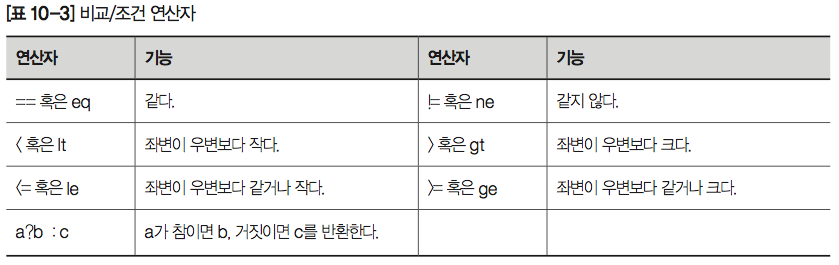 [표 10-3] 비교/조건 연산자
연산자 기능 연산자 기능
== 혹은 eq 같다. != 혹은 ne 같지 않다.
< 혹은 lt 좌변이 우변보다 작다. > 혹은 gt 좌변이 우변보다 크다.
<= 혹은 le 좌변이 우변보다 같거나 작다. >= 혹은 ge 좌변이 우변보다 같거나 크다.
a?b : c a가 참이면 b, 거짓이면 c를 반환한다.